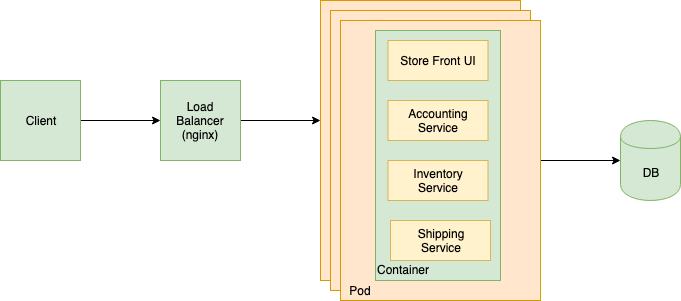 Client
Load
Balancer
(nginx)
Store Front UI
Accounting
Service
Inventory
Service
Shipping
Service
Container
Pod
DB